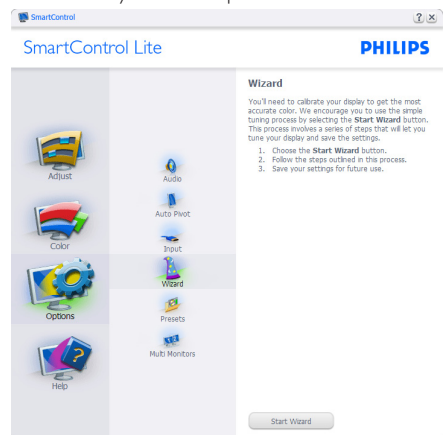 SmartControl
SmartControl Lite
PHILIPS
Adjust
Color
Options
Help
Audio
Auto Pivot
Input
Wizard
Presets
Multi Monitors
Wizard
You'll need to calibrate your display to get the most
accurate color. We encourage you to use the simple
tuning process by selecting the Start Wizard button.
This process involves a series of steps that will let you
tune your display and save the settings.
1. Choose the Start Wizard button.
2. Follow the steps outlined in this process.
3. Save your settings for future use.
Start Wizard